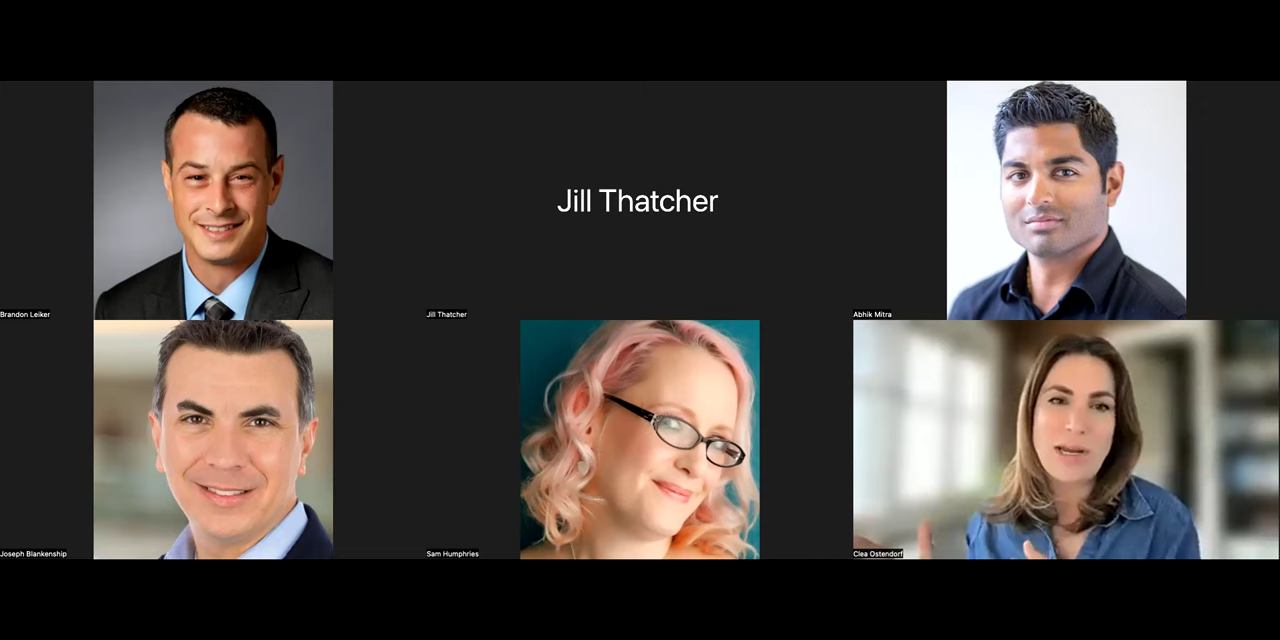 Jill Thatcher
Brandon Leiker
Jill Thatcher
Abhik Mitra
Joseph Blankenship
Sam Humphries
Clea Ostendorf